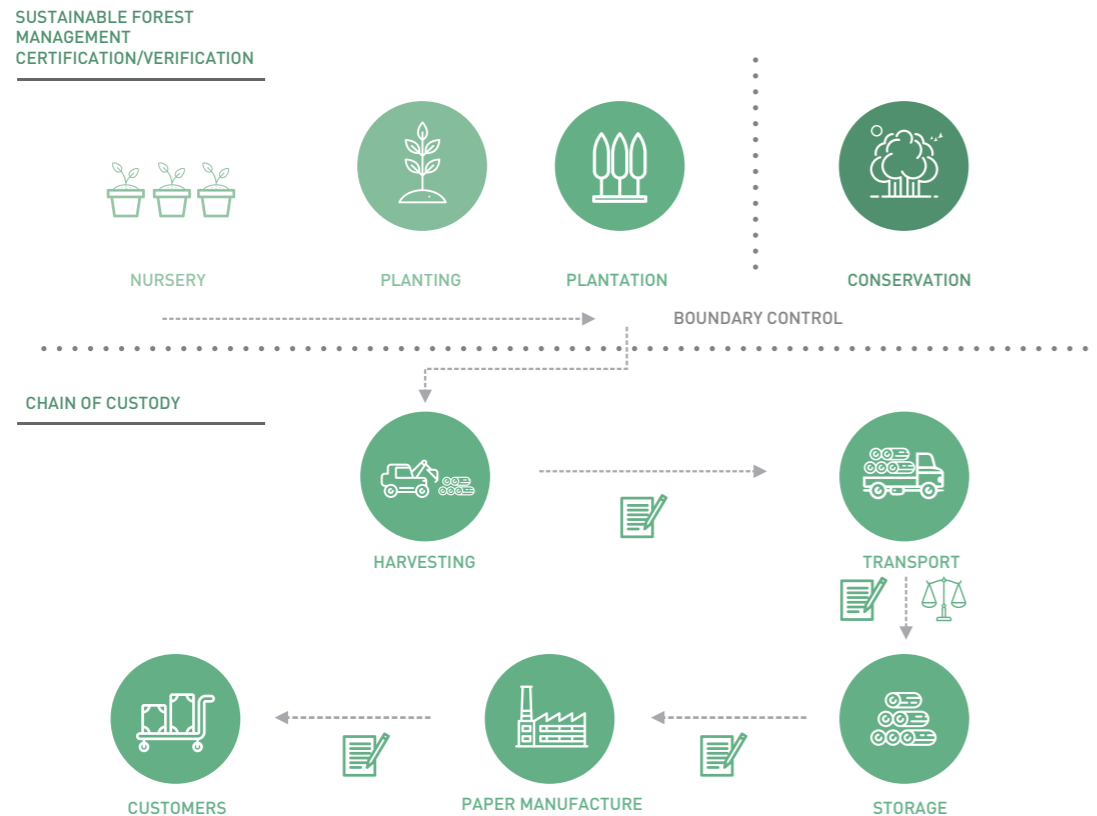 SUSTAINABLE FOREST
MANAGEMENT
CERTIFICATION/VERIFICATION
NURSERY
PLANTING
PLANTATION
CONSERVATION
BOUNDARY CONTROL
CHAIN OF CUSTODY
HARVESTING
TRANSPORT
CUSTOMERS
PAPER MANUFACTURE
STORAGE